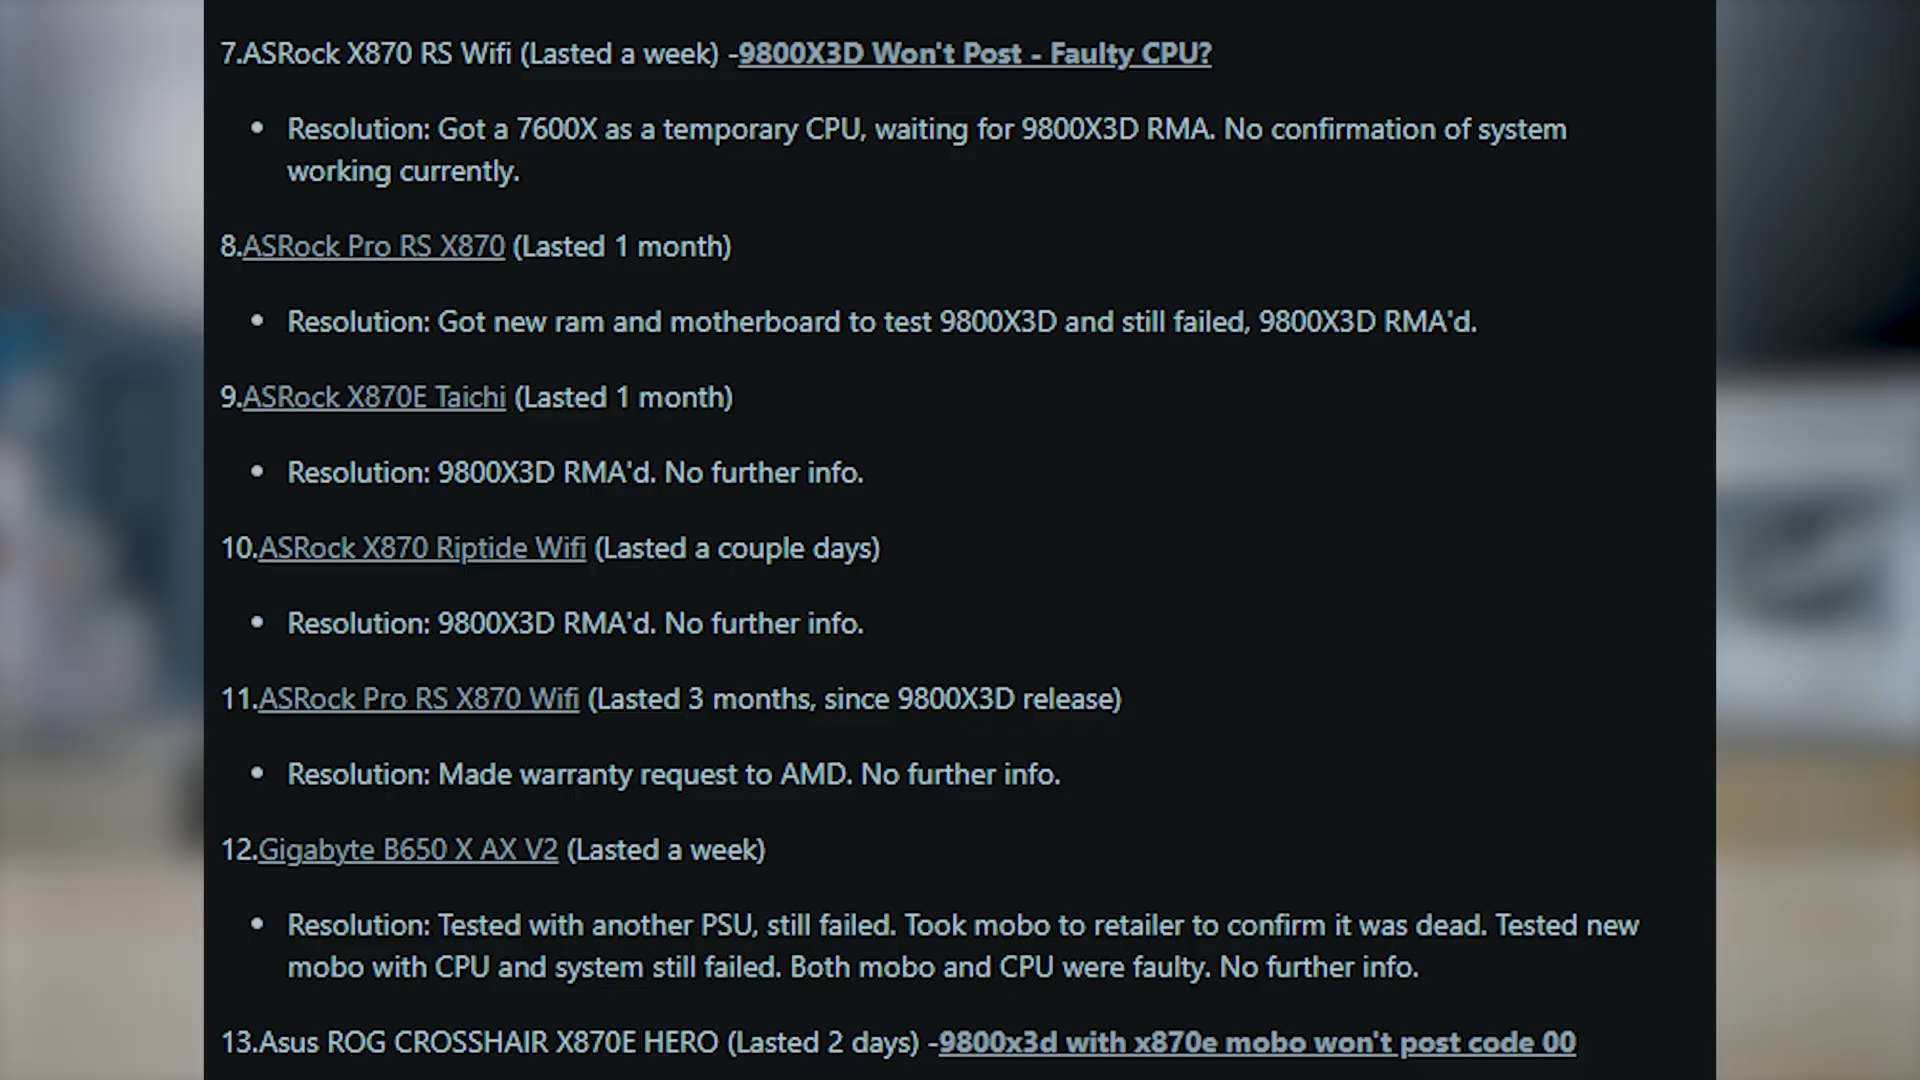 7.ASRock X870 RS Wifi (Lasted a week) -9800X3D Won't Post - Faulty CPU?
Resolution: Got a 7600X as a temporary CPU, waiting for 9800X3D RMA. No confirmation of system
working currently.
8.ASRock Pro RS X870 (Lasted 1 month)
Resolution: Got new ram and motherboard to test 9800X3D and still failed, 9800X3D RMA'd.
9.ASRock X870E Taichi (Lasted 1 month)
Resolution: 9800X3D RMA'd. No further info.
10.ASRock X870 Riptide Wifi (Lasted a couple days)
Resolution: 9800X3D RMA'd. No further info.
11.ASRock Pro RS X870 Wifi (Lasted 3 months, since 9800X3D release)
Resolution: Made warranty request to AMD. No further info.
12.Gigabyte B650 X AX V2 (Lasted a week)
Resolution: Tested with another PSU, still failed. Took mobo to retailer to confirm it was dead. Tested new
mobo with CPU and system still failed. Both mobo and CPU were faulty. No further info.
13.Asus ROG CROSSHAIR X870E HERO (Lasted 2 days) -9800x3d with x870e mobo won't post code 00